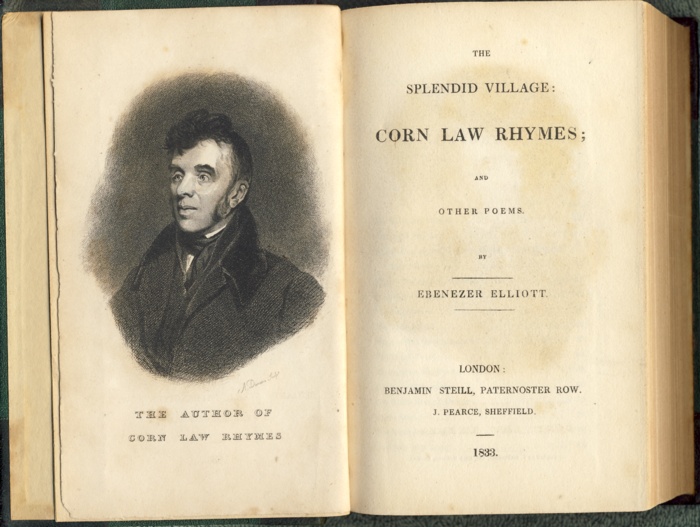 THE AUTHOR OF
CORN LAW RHYMES
THE
SPLENDID VILLAGE:
CORN LAW RHYMES;
AND
OTHER POEMS.
BY
EBENEZER ELLIOTT.
LONDON:
BENJAMIN STEILL, PATERNOSTER ROW.
J. PEARCE, SHEFFIELD.
1833.